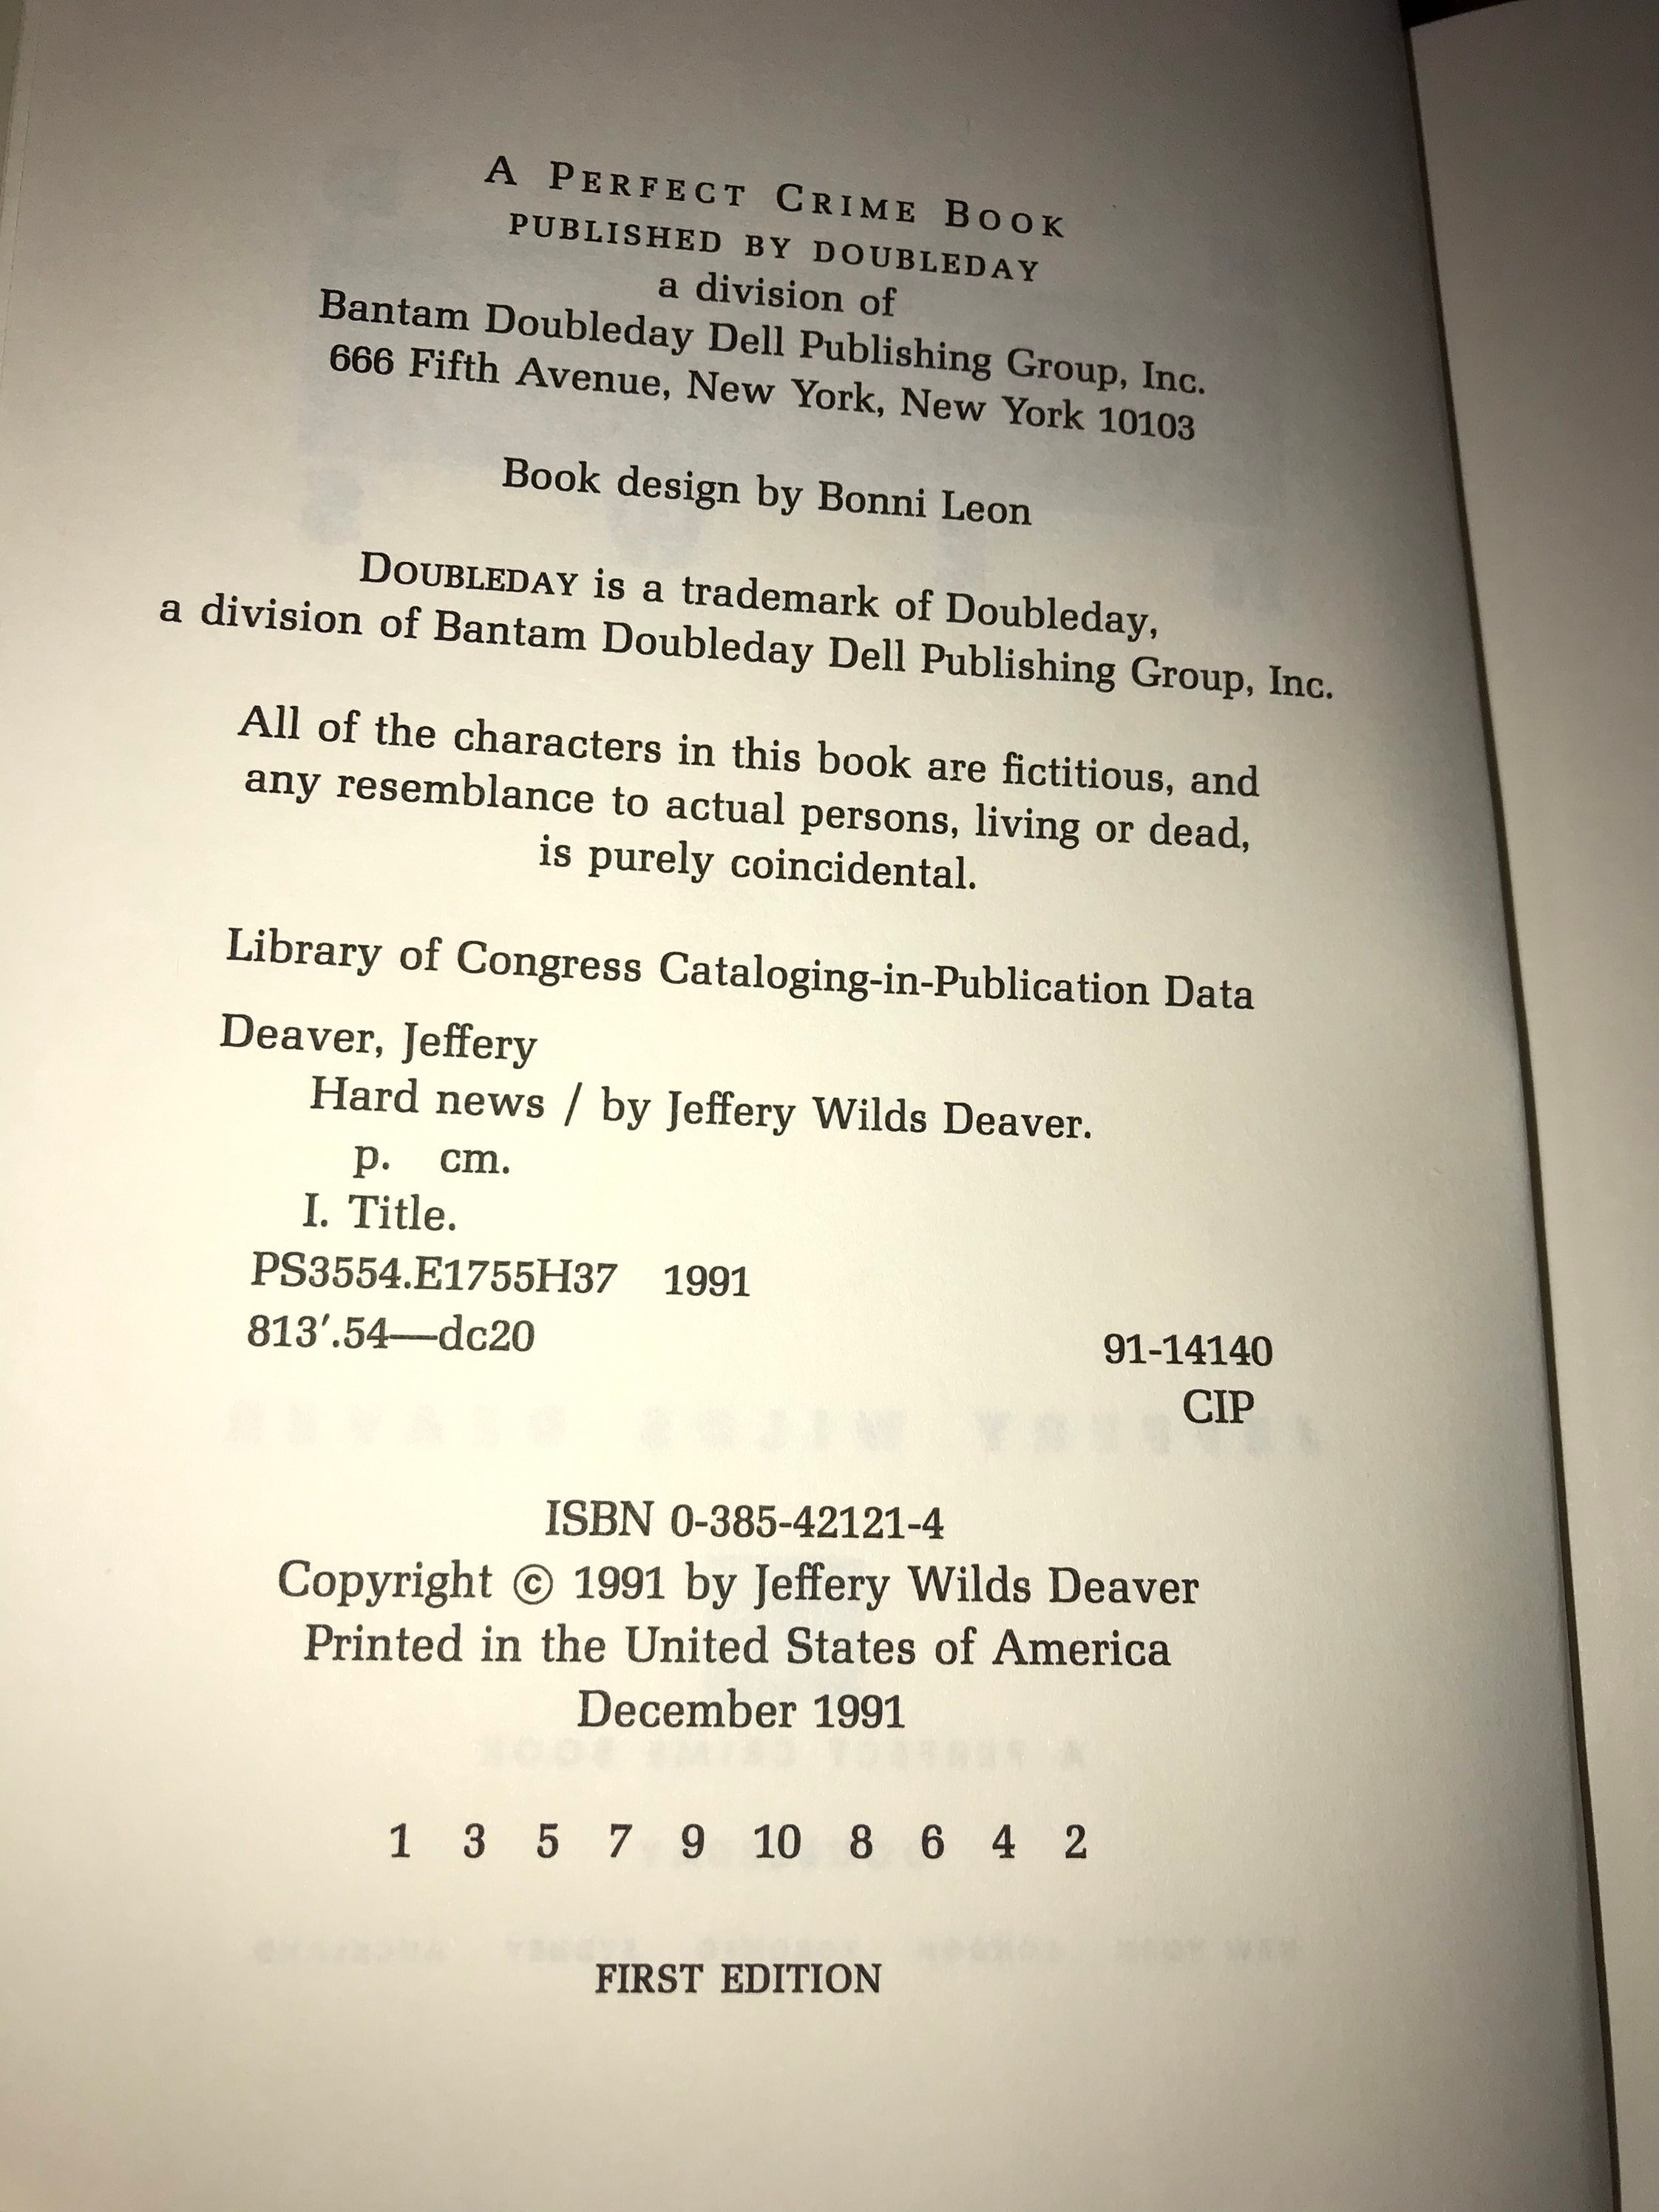 A PERFECT CRIME BOOK
PUBLISHED BY DOUBLEDAY
a division of
Bantam Doubleday Dell Publishing Group, Inc.
666 Fifth Avenue, New York, New York 10103
Book design by Bonni Leon
DOUBLEDAY is a trademark of Doubleday,
a division of Bantam Doubleday Dell Publishing Group, Inc.
All of the characters in this book are fictitious, and
any resemblance to actual persons, living or dead,
is purely coincidental.
Library of Congress Cataloging-in-Publication Data
Deaver, Jeffery
Hard news / by Jeffery Wilds Deaver.
p. cm.
I. Title.
PS3554.E1755H37 1991
813′.54—dc20 91-14140
CIP
ISBN 0-385-42121-4
Copyright © 1991 by Jeffery Wilds Deaver
Printed in the United States of America
December 1991
1 3 5 7 9 10 8 6 4 2
FIRST EDITION